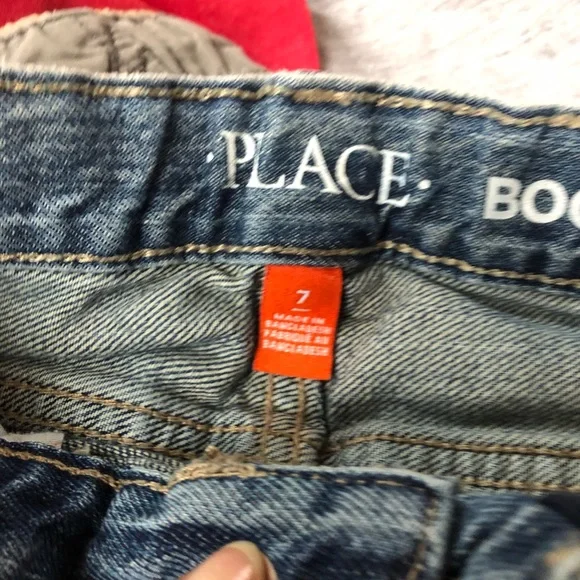 ·PLACE· BOO
7
MADE IN
BANGLADESH
FABRIQUÉ AU
BANGLADESH